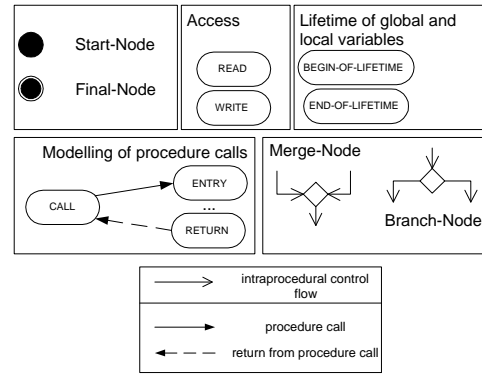 Start-Node
Final-Node
Access
READ
WRITE
Lifetime of global and
local variables
BEGIN-OF-LIFETIME
END-OF-LIFETIME
Modelling of procedure calls
CALL
ENTRY
...
RETURN
Merge-Node
Branch-Node
intraprocedural control
flow
procedure call
return from procedure call